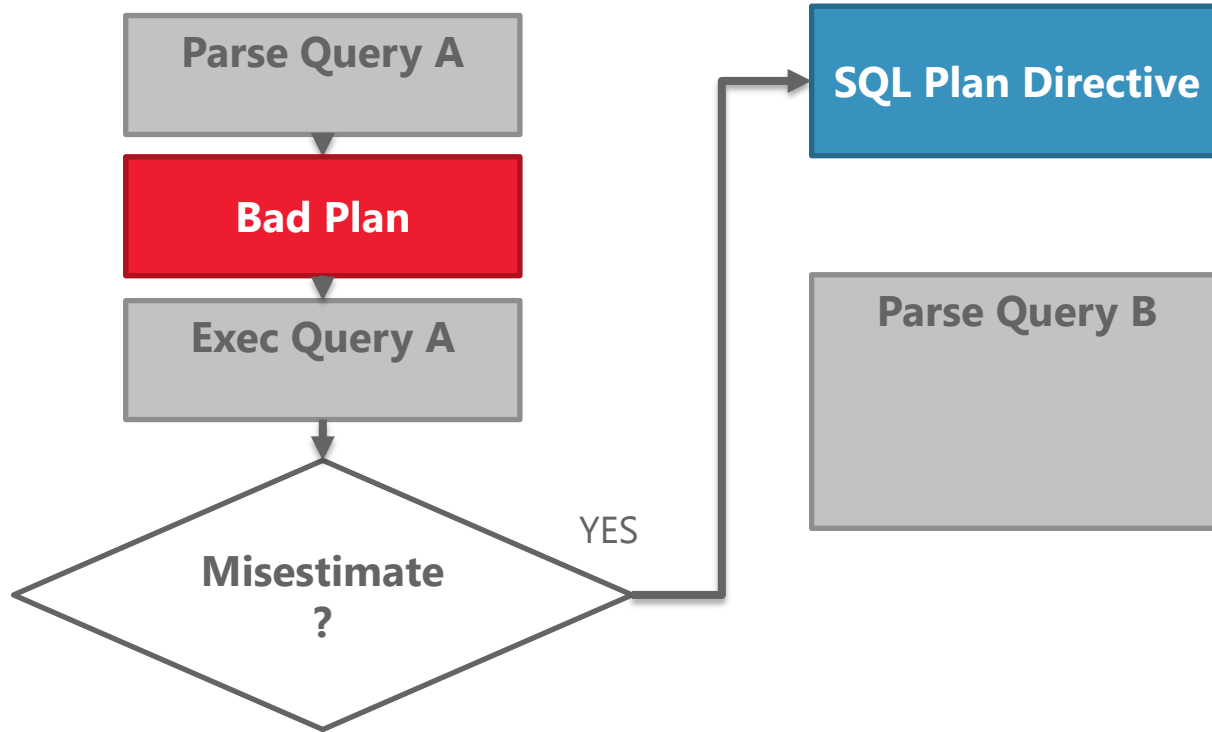 Parse Query A
Bad Plan
Exec Query A
Misestimate
?
YES
SQL Plan Directive
Parse Query B